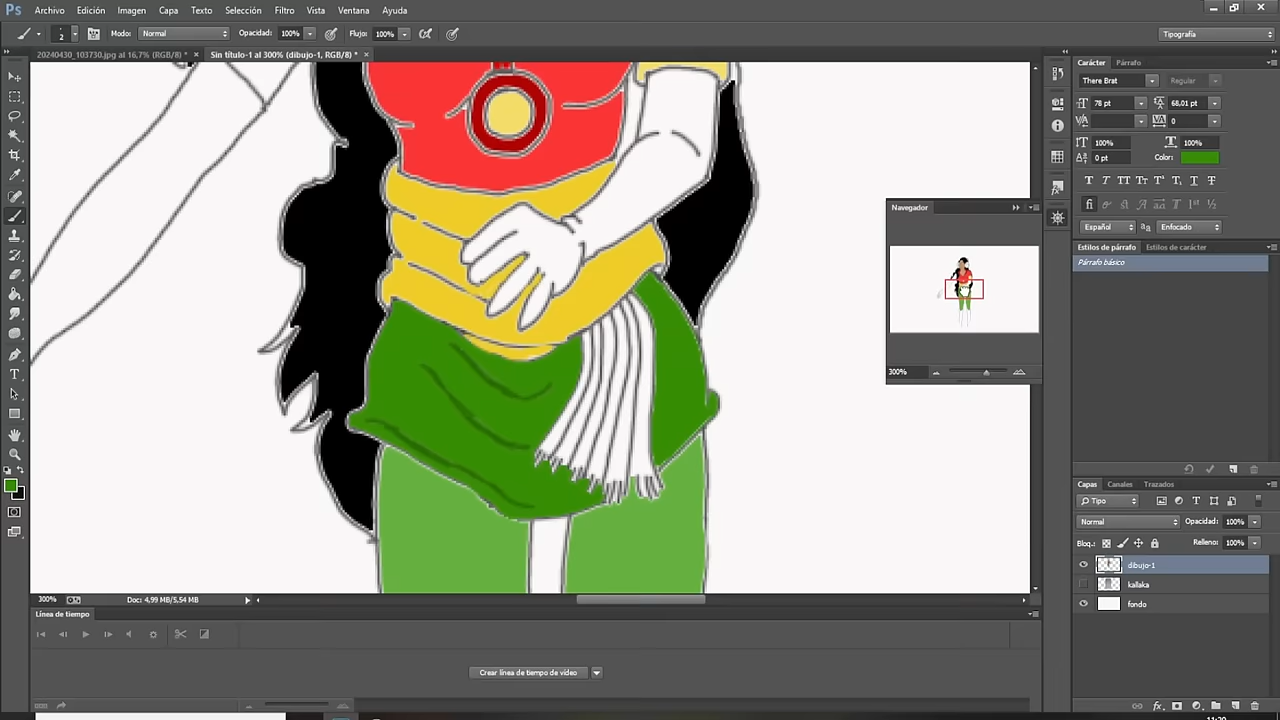 Ps Archivo Edición Imagen Capa Texto Selección Filtro Vista Ventana Ayuda
2 Modo: Normal Opacidad: 100% Flujo: 100% Tipografía
20240430_103730.jpg al 16,7% (RGB/8) * × Sin título-1 al 300% (dibujo-1, RGB/8) * ×
Carácter Párrafo
There Brat Regular
78 pt 68,01 pt
0
100% 100%
0 pt Color:
Español aa Enfocado
Navegador
300%
Estilos de párrafo Estilos de carácter
Párrafo básico
Capas Canales Trazados
Tipo
Normal Opacidad: 100%
Bloq.: Relleno: 100%
dibujo-1
kallaka
fondo
300% Doc: 4,99 MB/5,54 MB
Línea de tiempo
Crear línea de tiempo de vídeo